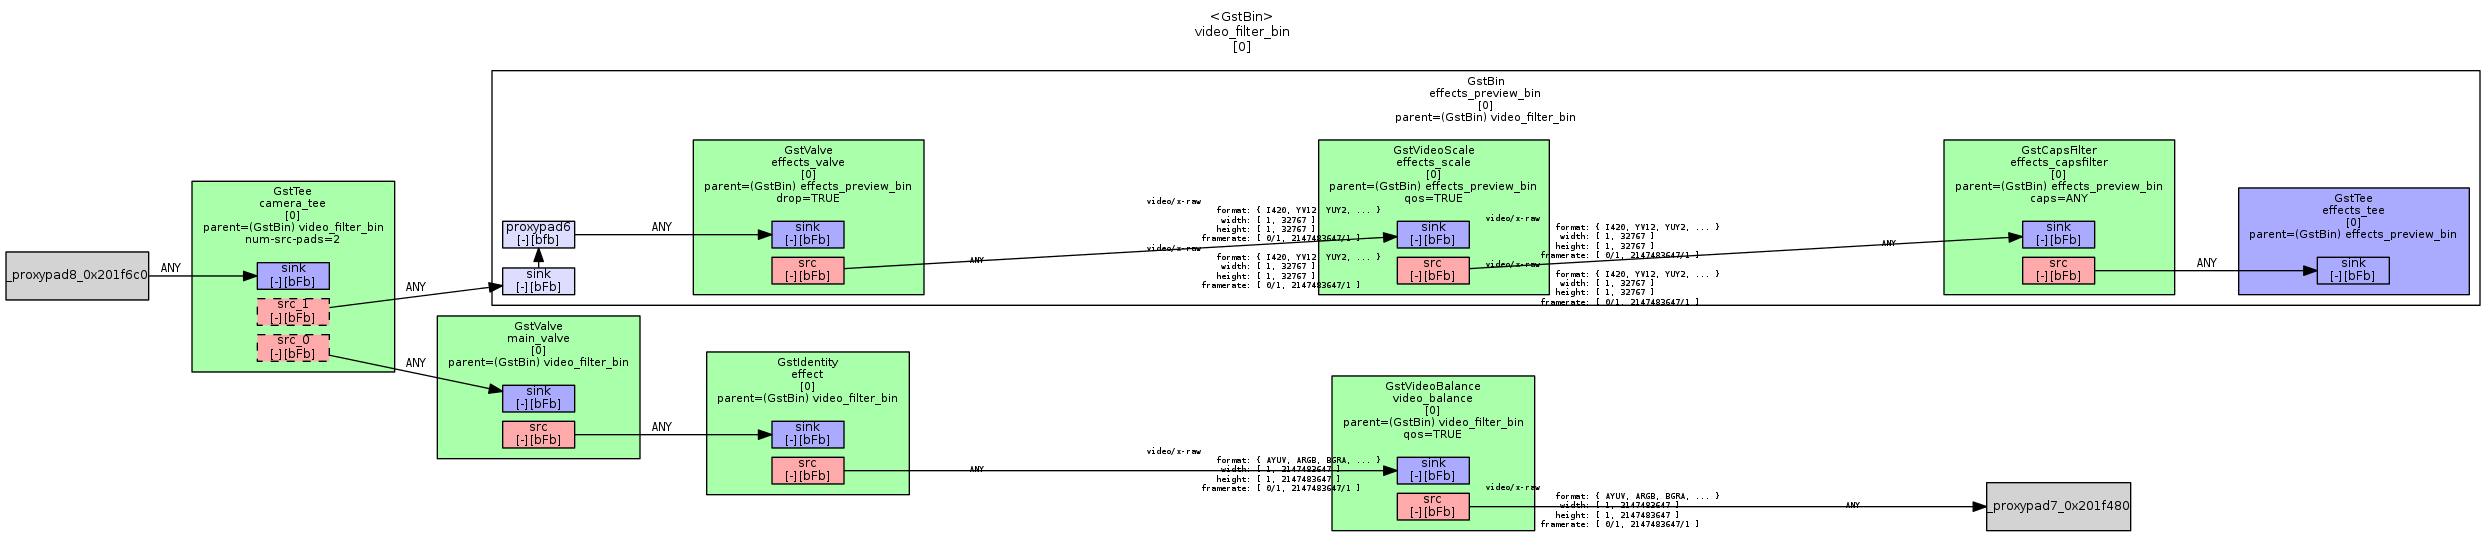 <GstBin>
video_filter_bin
[0]
GstBin
effects_preview_bin
[0]
parent=(GstBin) video_filter_bin
_proxypad8_0x201f6c0
ANY
GstTee
camera_tee
[0]
parent=(GstBin) video_filter_bin
num-src-pads=2
sink
[-][bFb]
src_1
[-][bFb]
src_0
[-][bFb]
ANY
ANY
proxypad6
[-][bfb]
sink
[-][bFb]
ANY
GstValve
effects_valve
[0]
parent=(GstBin) effects_preview_bin
drop=TRUE
sink
[-][bFb]
src
[-][bFb]
ANY
video/x-raw
format: { I420, YV12, YUY2, ... }
width: [ 1, 32767 ]
height: [ 1, 32767 ]
framerate: [ 0/1, 2147483647/1 ]
video/x-raw
format: { I420, YV12, YUY2, ... }
width: [ 1, 32767 ]
height: [ 1, 32767 ]
framerate: [ 0/1, 2147483647/1 ]
GstVideoScale
effects_scale
[0]
parent=(GstBin) effects_preview_bin
qos=TRUE
sink
[-][bFb]
src
[-][bFb]
video/x-raw
format: { I420, YV12, YUY2, ... }
width: [ 1, 32767 ]
height: [ 1, 32767 ]
framerate: [ 0/1, 2147483647/1 ]
video/x-raw
format: { I420, YV12, YUY2, ... }
width: [ 1, 32767 ]
height: [ 1, 32767 ]
framerate: [ 0/1, 2147483647/1 ]
ANY
GstCapsFilter
effects_capsfilter
[0]
parent=(GstBin) effects_preview_bin
caps=ANY
sink
[-][bFb]
src
[-][bFb]
ANY
GstTee
effects_tee
[0]
parent=(GstBin) effects_preview_bin
sink
[-][bFb]
GstValve
main_valve
[0]
parent=(GstBin) video_filter_bin
sink
[-][bFb]
src
[-][bFb]
ANY
GstIdentity
effect
[0]
parent=(GstBin) video_filter_bin
sink
[-][bFb]
src
[-][bFb]
ANY
video/x-raw
format: { AYUV, ARGB, BGRA, ... }
width: [ 1, 2147483647 ]
height: [ 1, 2147483647 ]
framerate: [ 0/1, 2147483647/1 ]
GstVideoBalance
video_balance
[0]
parent=(GstBin) video_filter_bin
qos=TRUE
sink
[-][bFb]
src
[-][bFb]
video/x-raw
format: { AYUV, ARGB, BGRA, ... }
width: [ 1, 2147483647 ]
height: [ 1, 2147483647 ]
framerate: [ 0/1, 2147483647/1 ]
ANY
_proxypad7_0x201f480